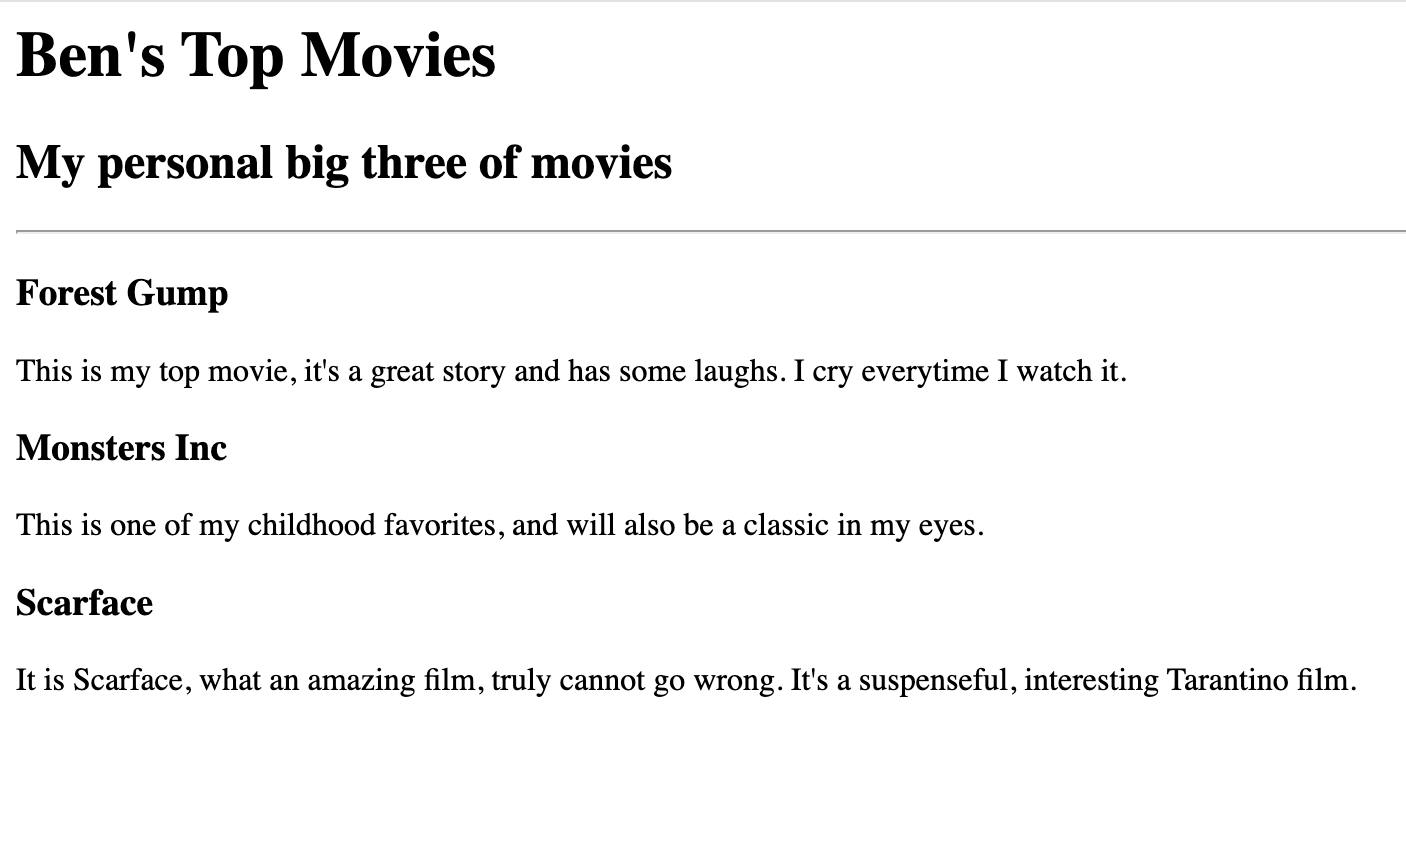 Ben's Top Movies
My personal big three of movies
Forest Gump
This is my top movie, it's a great story and has some laughs. I cry everytime I watch it.
Monsters Inc
This is one of my childhood favorites, and will also be a classic in my eyes.
Scarface
It is Scarface, what an amazing film, truly cannot go wrong. It's a suspenseful, interesting Tarantino film.